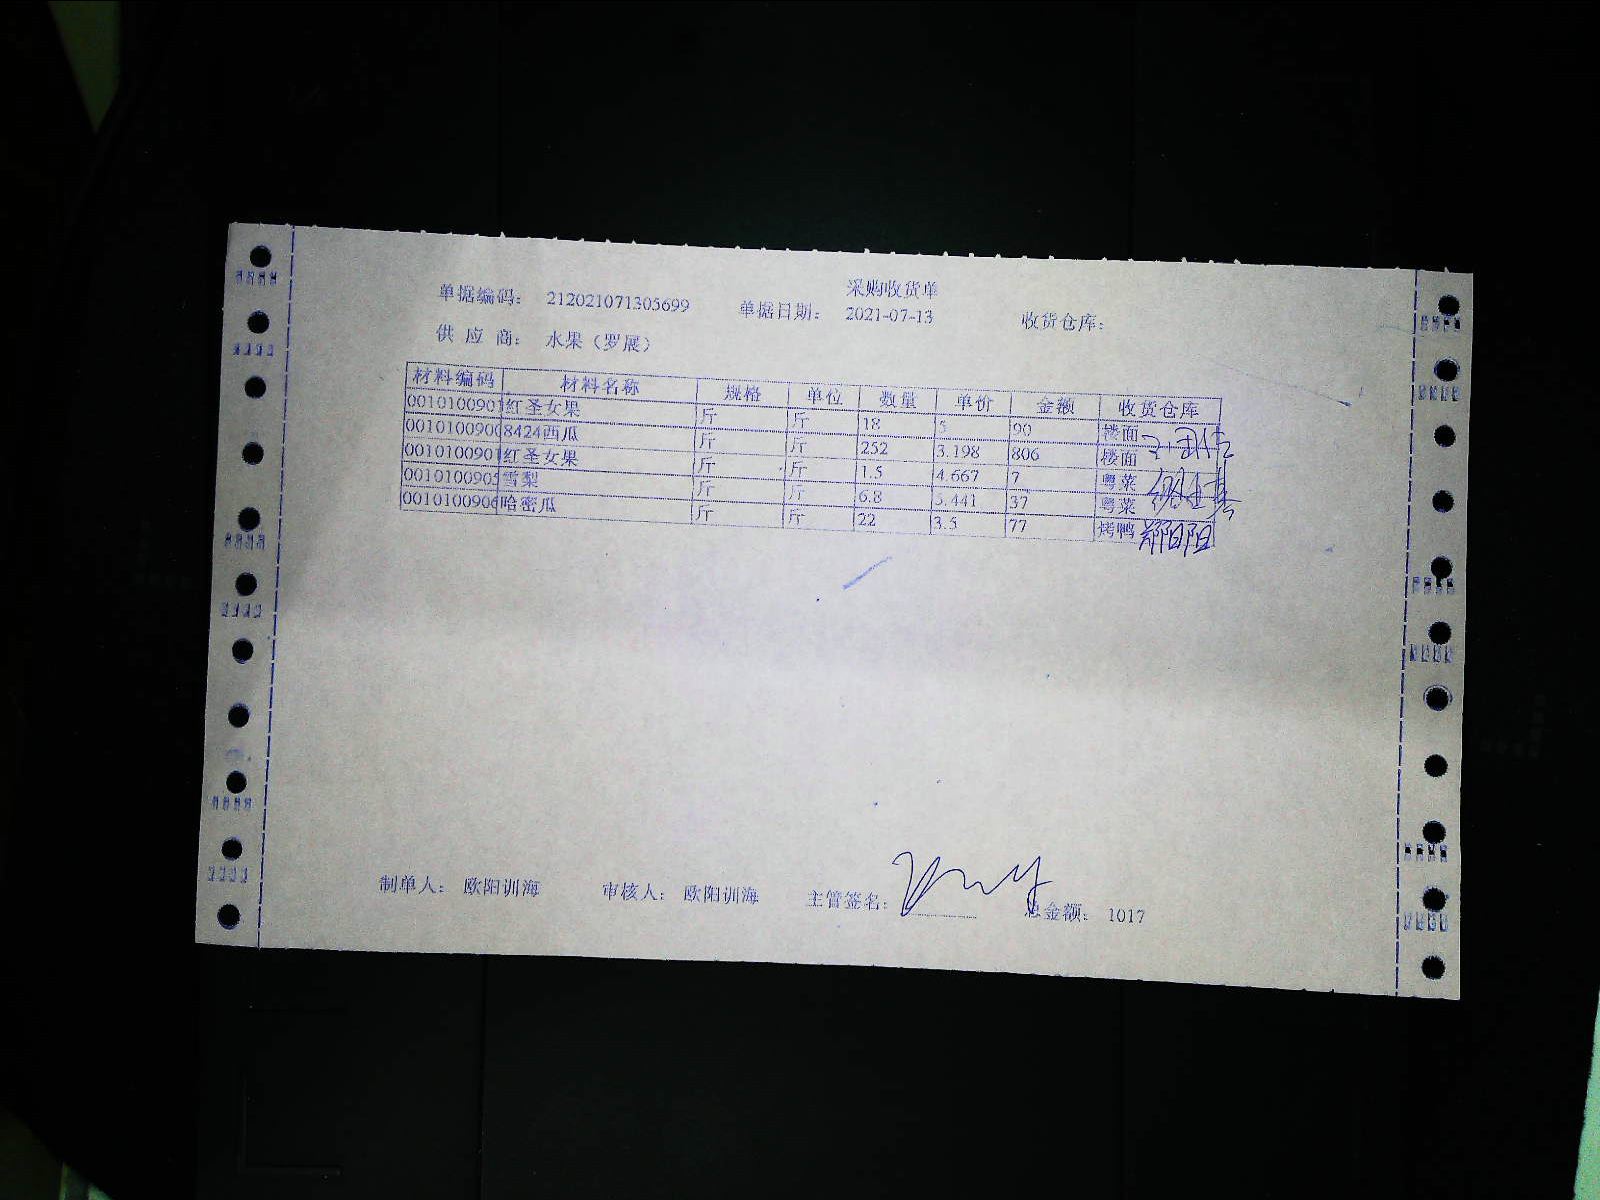 采购收货单
单据编码： 212021071305699 单据日期： 2021-07-13 收货仓库：
供 应 商： 水果（罗展）
材料编码 材料名称 规格 单位 数量 单价 金额 收货仓库
001010090 红圣女果 斤 斤 18 5 90 楼面
001010090 8424西瓜 斤 斤 252 3.198 806 楼面
001010090 红圣女果 斤 斤 1.5 4.667 7 粤菜
001010090 雪梨 斤 斤 6.8 5.441 37 粤菜
001010090 哈密瓜 斤 斤 22 3.5 77 烤鸭
制单人： 欧阳训海 审核人： 欧阳训海 主管签名： 总金额： 1017